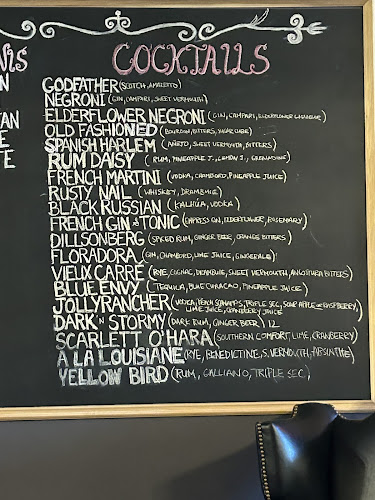 COCKTAILS
GODFATHER (SCOTCH, AMARETTO)
NEGRONI (GIN, CAMPARI, SWEET VERMOUTH)
ELDERFLOWER NEGRONI (GIN, CAMPARI, ELDERFLOWER LIQUEUR)
OLD FASHIONED (BOURBON, BITTERS, SUGAR CUBE)
SPANISH HARLEM (SWEET VERMOUTH, BITTERS)
RUM DAISY (RUM, PINEAPPLE J., LEMON J., GRENADINE)
FRENCH MARTINI (VODKA, CHAMBORD, PINEAPPLE JUICE)
RUSTY NAIL (WHISKEY, DRAMBUIE)
BLACK RUSSIAN (KALHÚA, VODKA)
FRENCH GIN & TONIC (GIN, ELDERFLOWER, ROSEMARY)
DILLSONBERG (SPICED RUM, GINGER BEER, ORANGE BITTERS)
FLORADORA (GIN, CHAMBORD, LIME JUICE, GINGERALE)
VIEUX CARRÉ (RYE, COGNAC, DRAMBUIE, SWEET VERMOUTH, ANGOSTURA BITTERS)
BLUE ENVY (TEQUILA, BLUE CURACAO, PINEAPPLE JUICE)
JOLLYRANCHER (VODKA, PEACH SCHNAPPS, TRIPLE SEC, SOUR APPLE or RASPBERRY,
LIME JUICE, CRANBERRY JUICE)
DARK 'N STORMY (DARK RUM, GINGER BEER) 12
SCARLETT O'HARA (SOUTHERN COMFORT, LIME, CRANBERRY)
A LA LOUISIANE (RYE, BENEDICTINE, S. VERMOUTH, ABSINTHE)
YELLOW BIRD (RUM, GALLIANO, TRIPLE SEC,